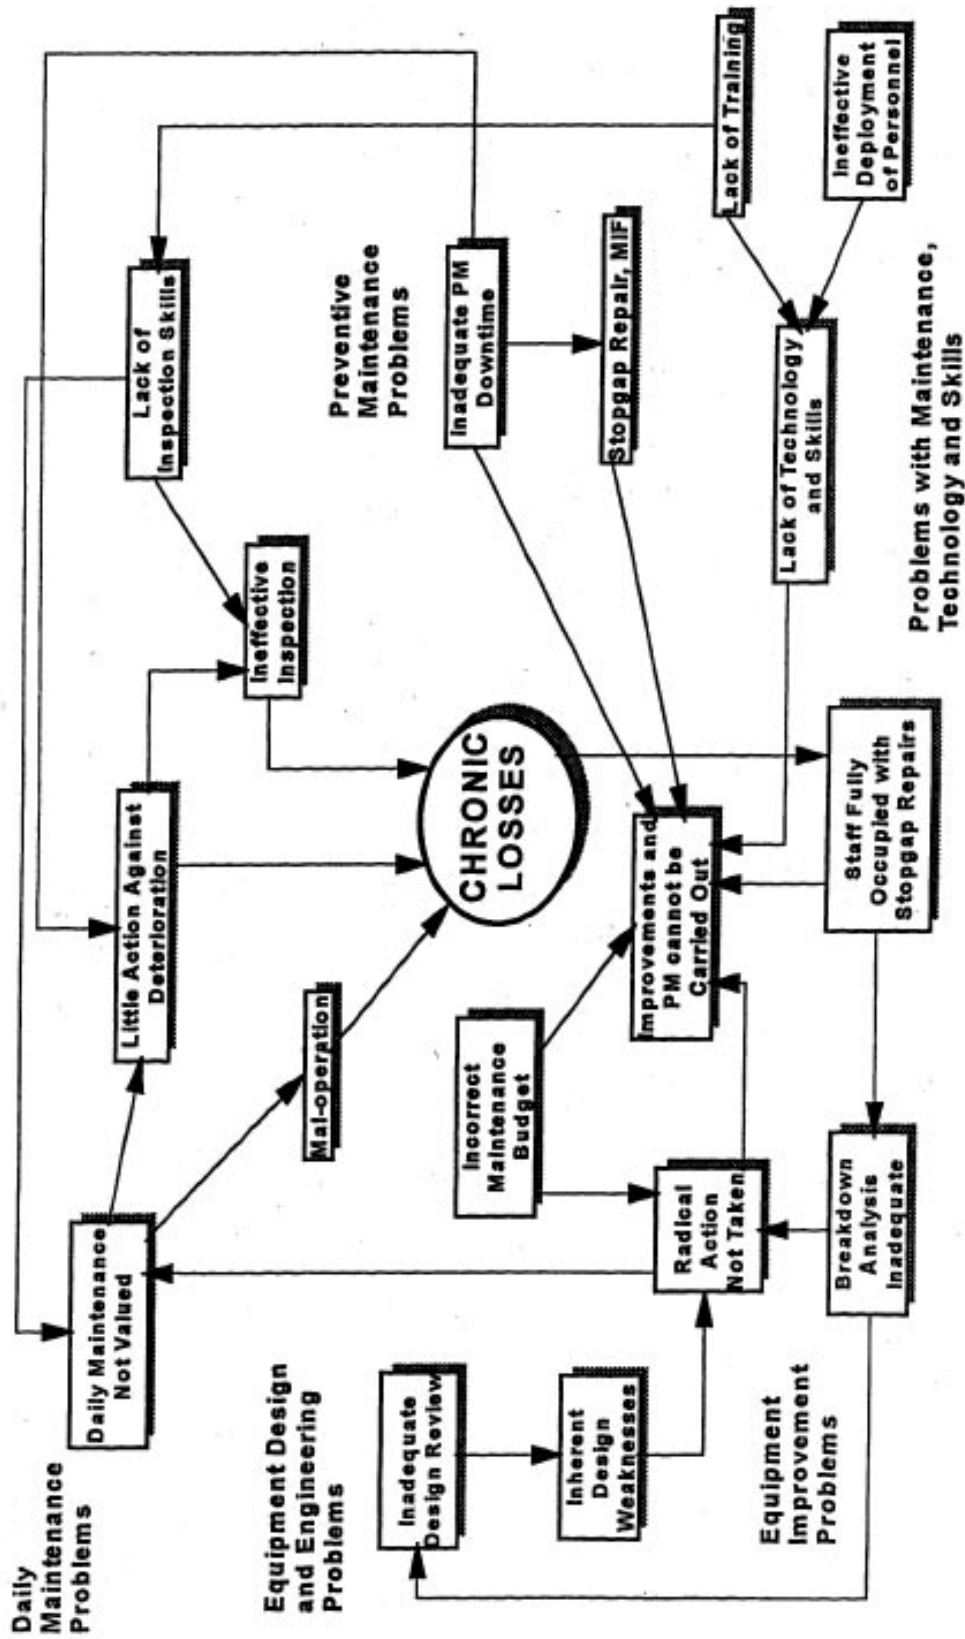 Daily
Maintenance
Problems
Daily Maintenance
Not Valued
Little Action Against
Deterioration
Lack of
Inspection Skills
Ineffective
Inspection
Mal-operation
CHRONIC
LOSSES
Preventive
Maintenance
Problems
Inadequate PM
Downtime
Stopgap Repair, MIF
Equipment Design
and Engineering
Problems
Inadequate
Design Review
Inherent
Design
Weaknesses
Incorrect
Maintenance
Budget
Radical
Action
Not Taken
Improvements and
PM cannot be
Carried Out
Lack of Training
Ineffective
Deployment
of Personnel
Lack of Technology
and Skills
Equipment
Improvement
Problems
Breakdown
Analysis
Inadequate
Staff Fully
Occupied with
Stopgap Repairs
Problems with Maintenance,
Technology and Skills